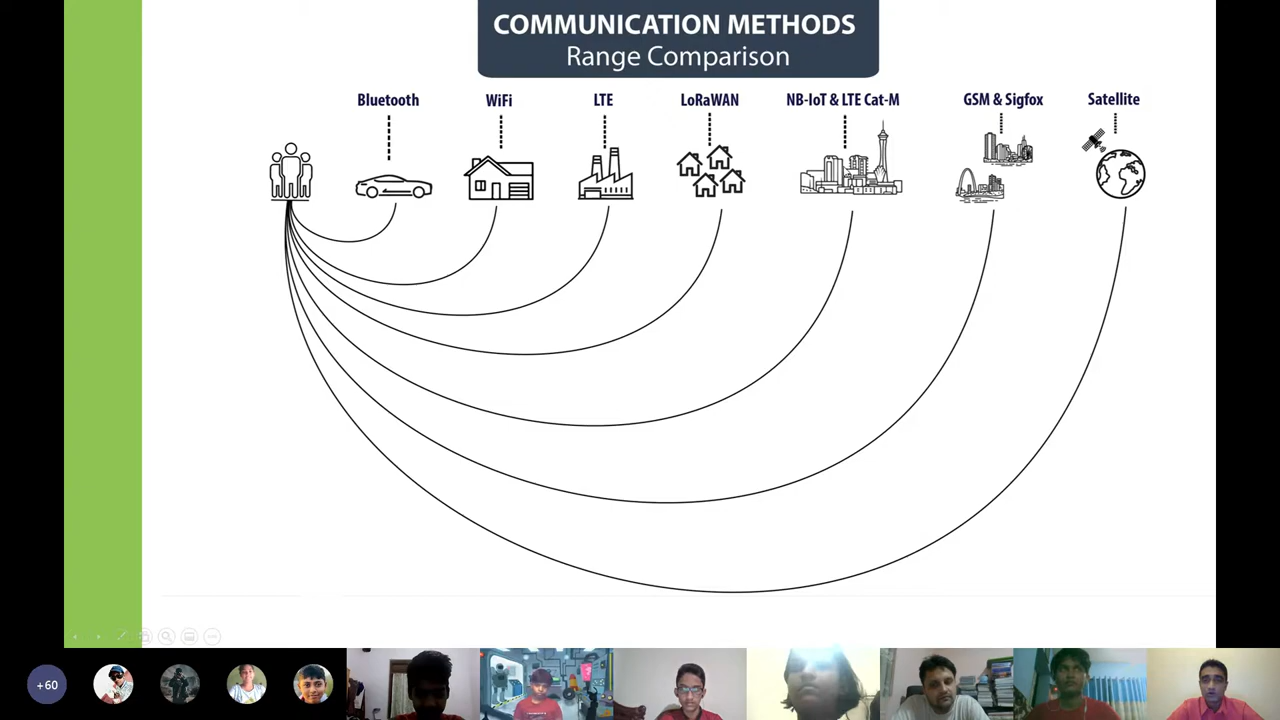 COMMUNICATION METHODS
Range Comparison
Bluetooth
WiFi
LTE
LoRaWAN
NB-IoT & LTE Cat-M
GSM & Sigfox
Satellite
+60